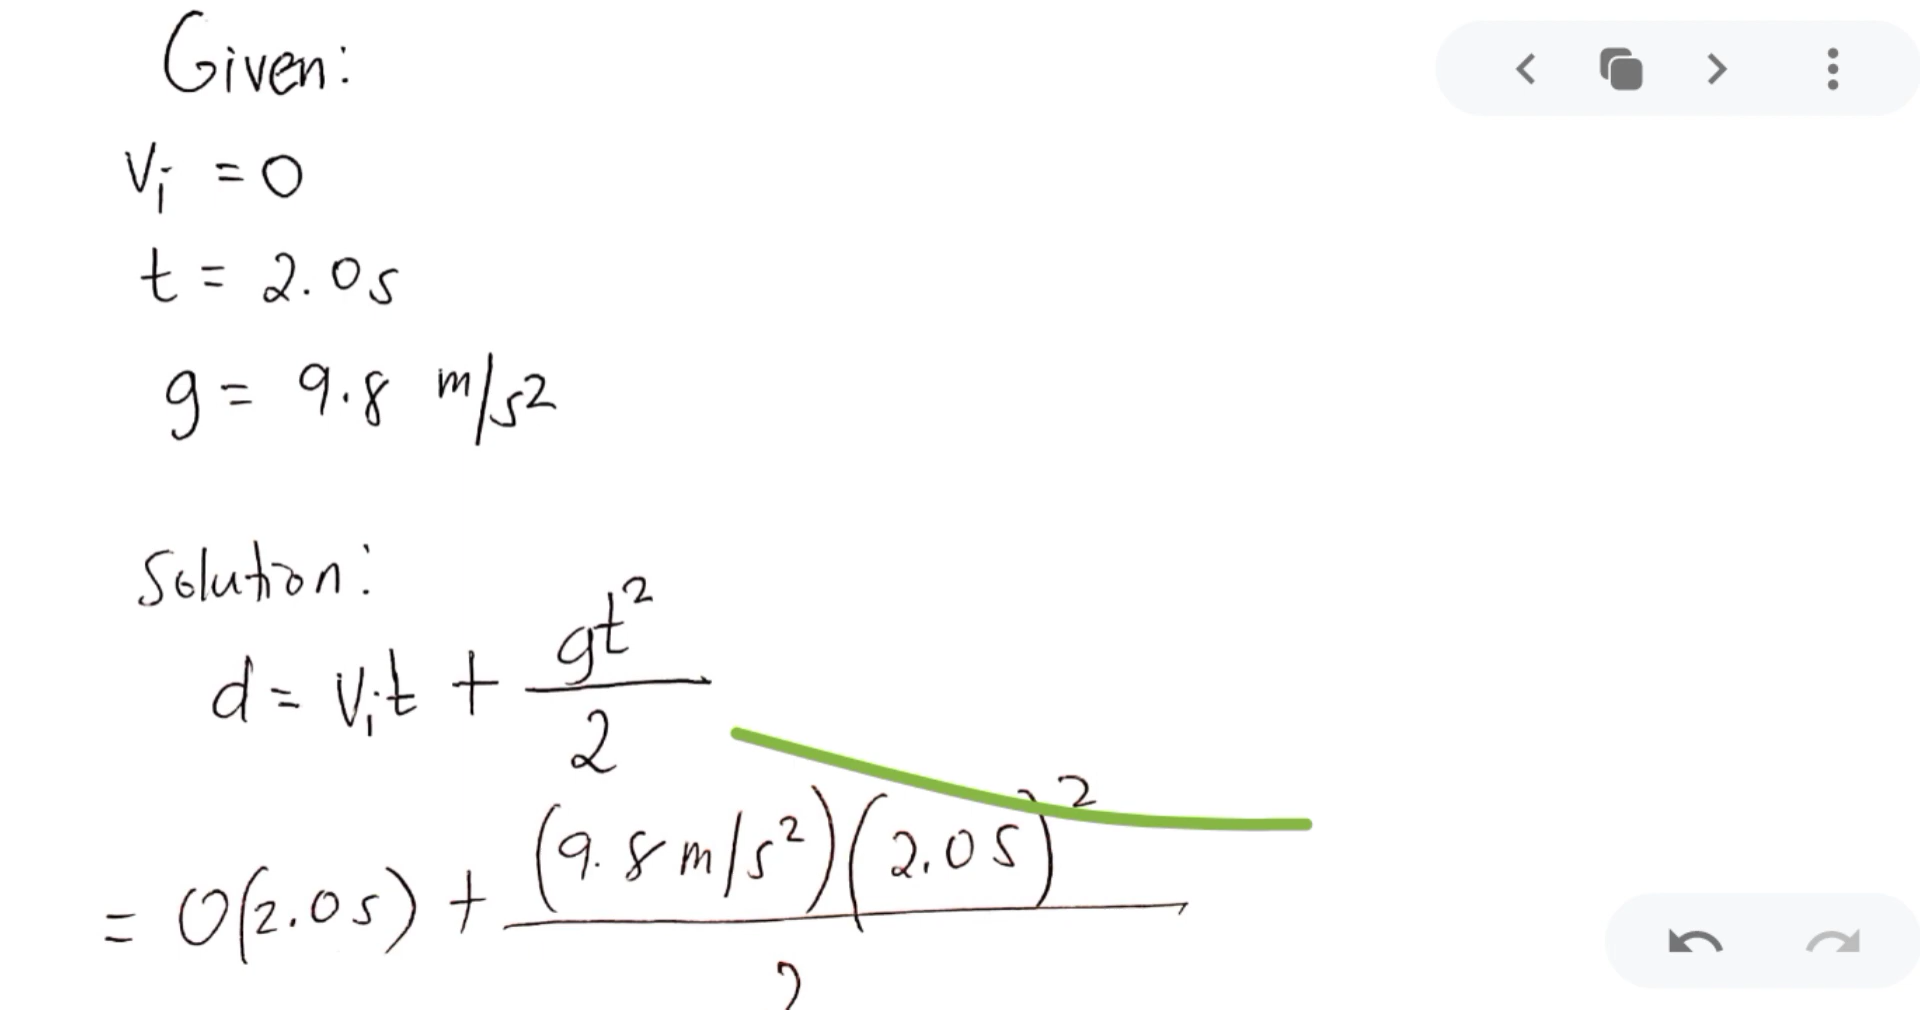 Given:
Vi = 0
t = 2.0s
g = 9.8 m/s2
Solution:
d = Vit + gt² / 2
= 0(2.0s) + (9.8 m/s²)(2.0s)² / 2